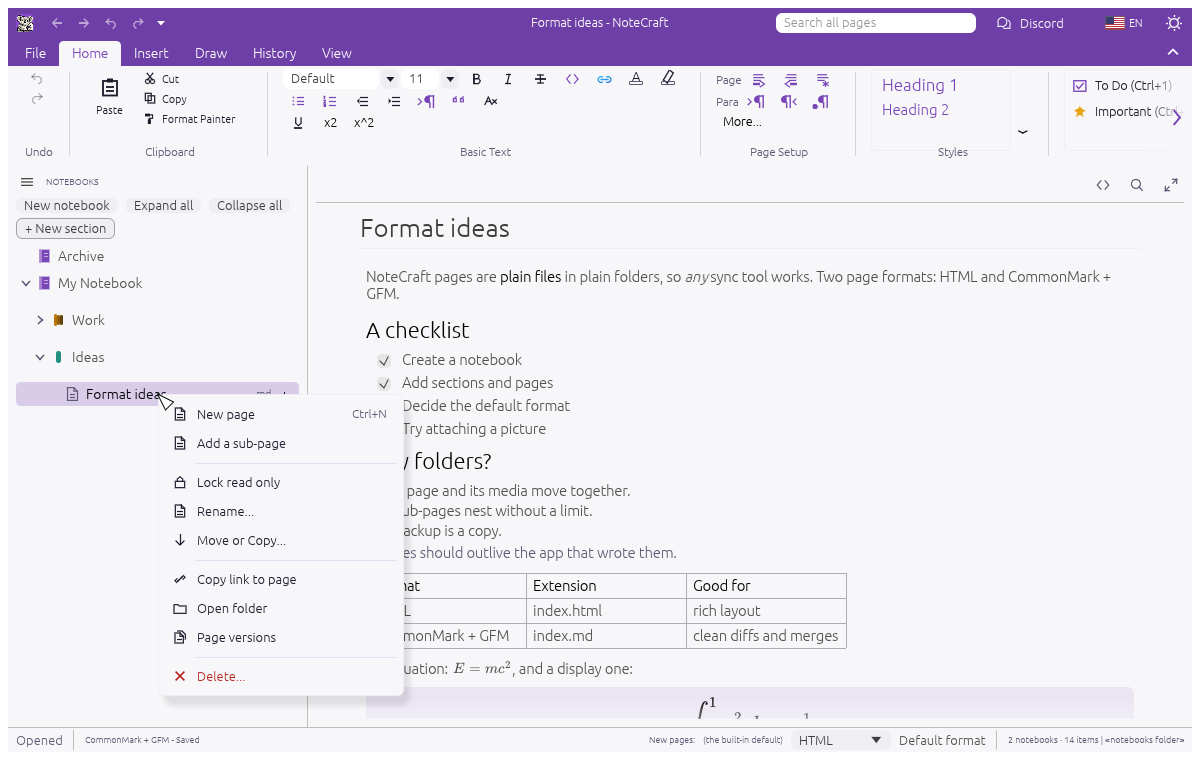 Format ideas - NoteCraft
Search all pages
Discord
EN
File
Home
Insert
Draw
History
View
Paste
Cut
Copy
Format Painter
Default
11
x2
x^2
Page
Para
More...
Heading 1
Heading 2
To Do (Ctrl+1)
Important (Ctrl
Undo
Clipboard
Basic Text
Page Setup
Styles
NOTEBOOKS
New notebook
Expand all
Collapse all
+ New section
Archive
My Notebook
Work
Ideas
Format ideas
md
New page
Ctrl+N
Add a sub-page
Lock read only
Rename...
Move or Copy...
Copy link to page
Open folder
Page versions
Delete...
Format ideas
NoteCraft pages are plain files in plain folders, so any sync tool works. Two page formats: HTML and CommonMark +
GFM.
A checklist
Create a notebook
Add sections and pages
Decide the default format
Try attaching a picture
folders?
page and its media move together.
ub-pages nest without a limit.
ackup is a copy.
es should outlive the app that wrote them.
mat
Extension
Good for
L
index.html
rich layout
monMark + GFM
index.md
clean diffs and merges
uation: E = mc², and a display one:
Opened
CommonMark + GFM - Saved
New pages:
(the built-in default)
HTML
Default format
2 notebooks · 14 items | «notebooks folder»